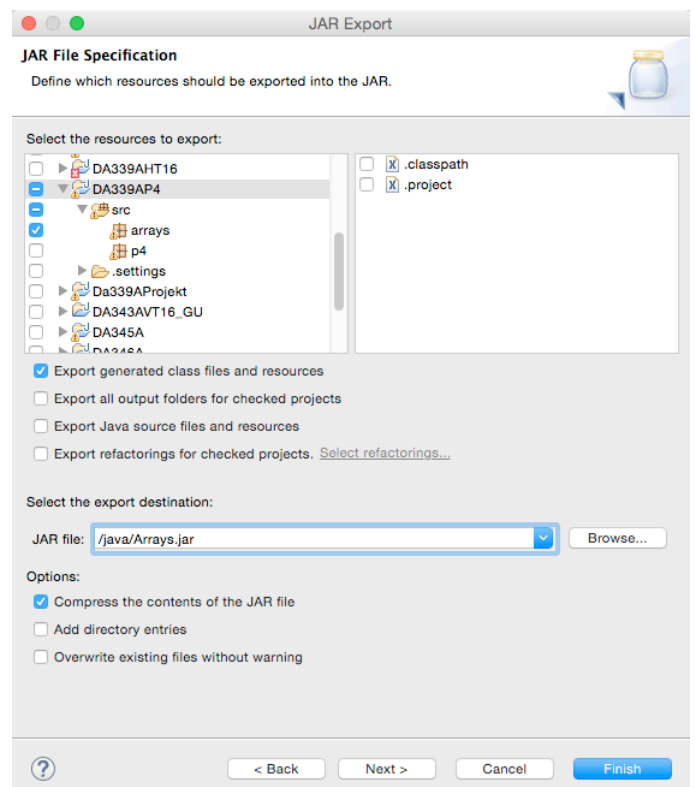 JAR Export
JAR File Specification
Define which resources should be exported into the JAR.
Select the resources to export:
DA339AHT16
DA339AP4
src
arrays
p4
.settings
Da339AProjekt
DA343AVT16_GU
DA345A
DA346A
.classpath
.project
Export generated class files and resources
Export all output folders for checked projects
Export Java source files and resources
Export refactorings for checked projects. Select refactorings...
Select the export destination:
JAR file: /java/Arrays.jar Browse...
Options:
Compress the contents of the JAR file
Add directory entries
Overwrite existing files without warning
? < Back Next > Cancel Finish